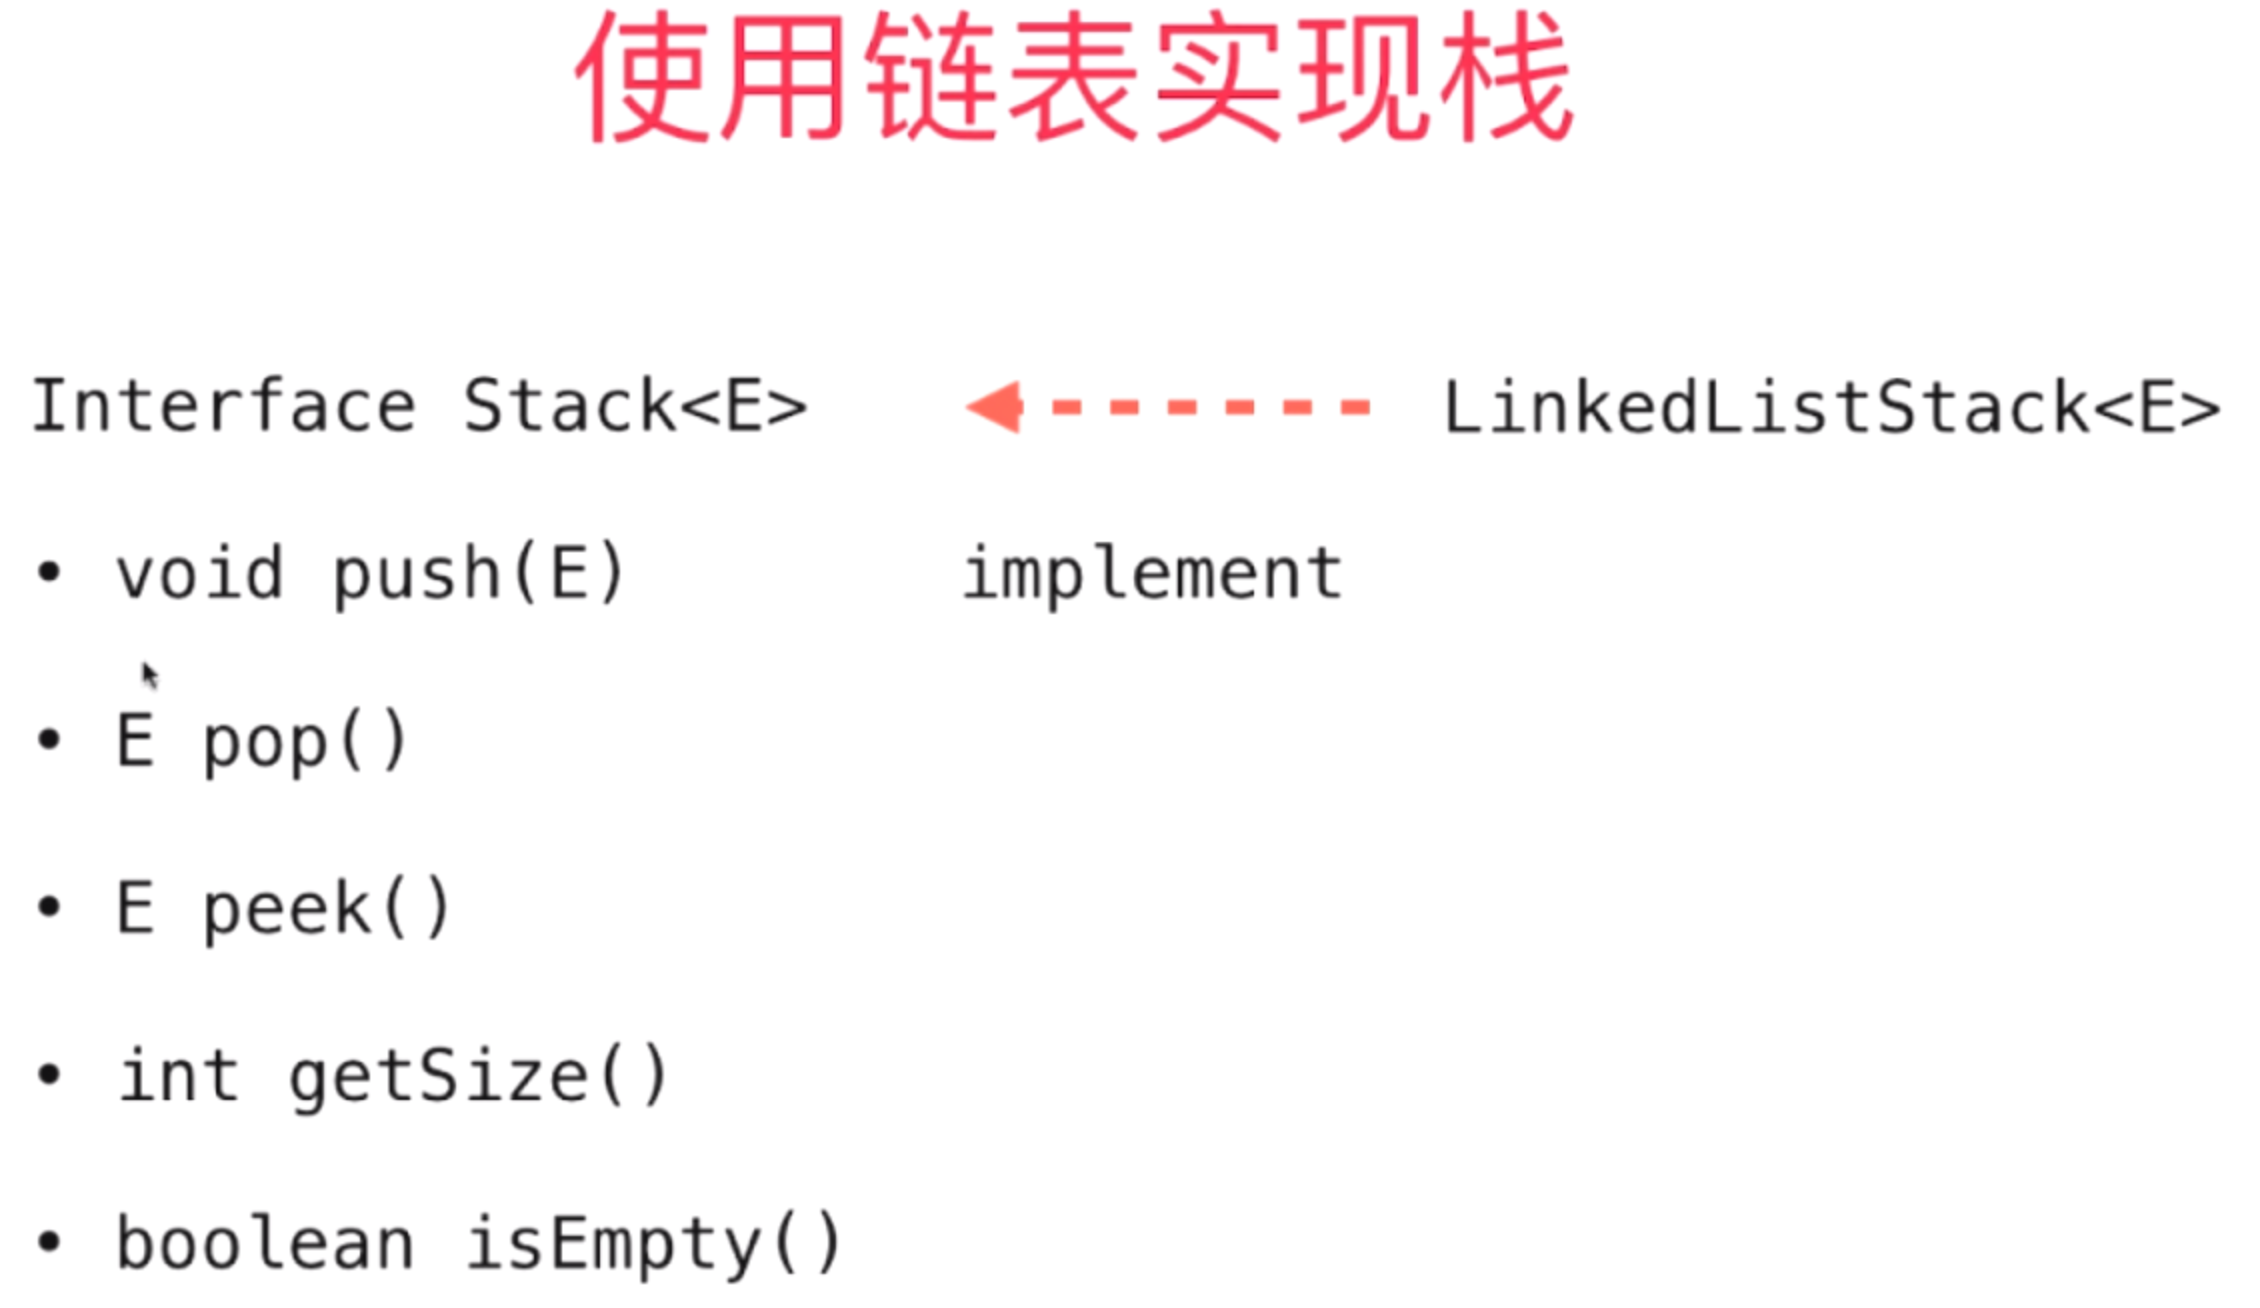 使用链表实现栈
Interface Stack<E>
LinkedListStack<E>
• void push(E)
implement
• E pop()
• E peek()
• int getSize()
• boolean isEmpty()